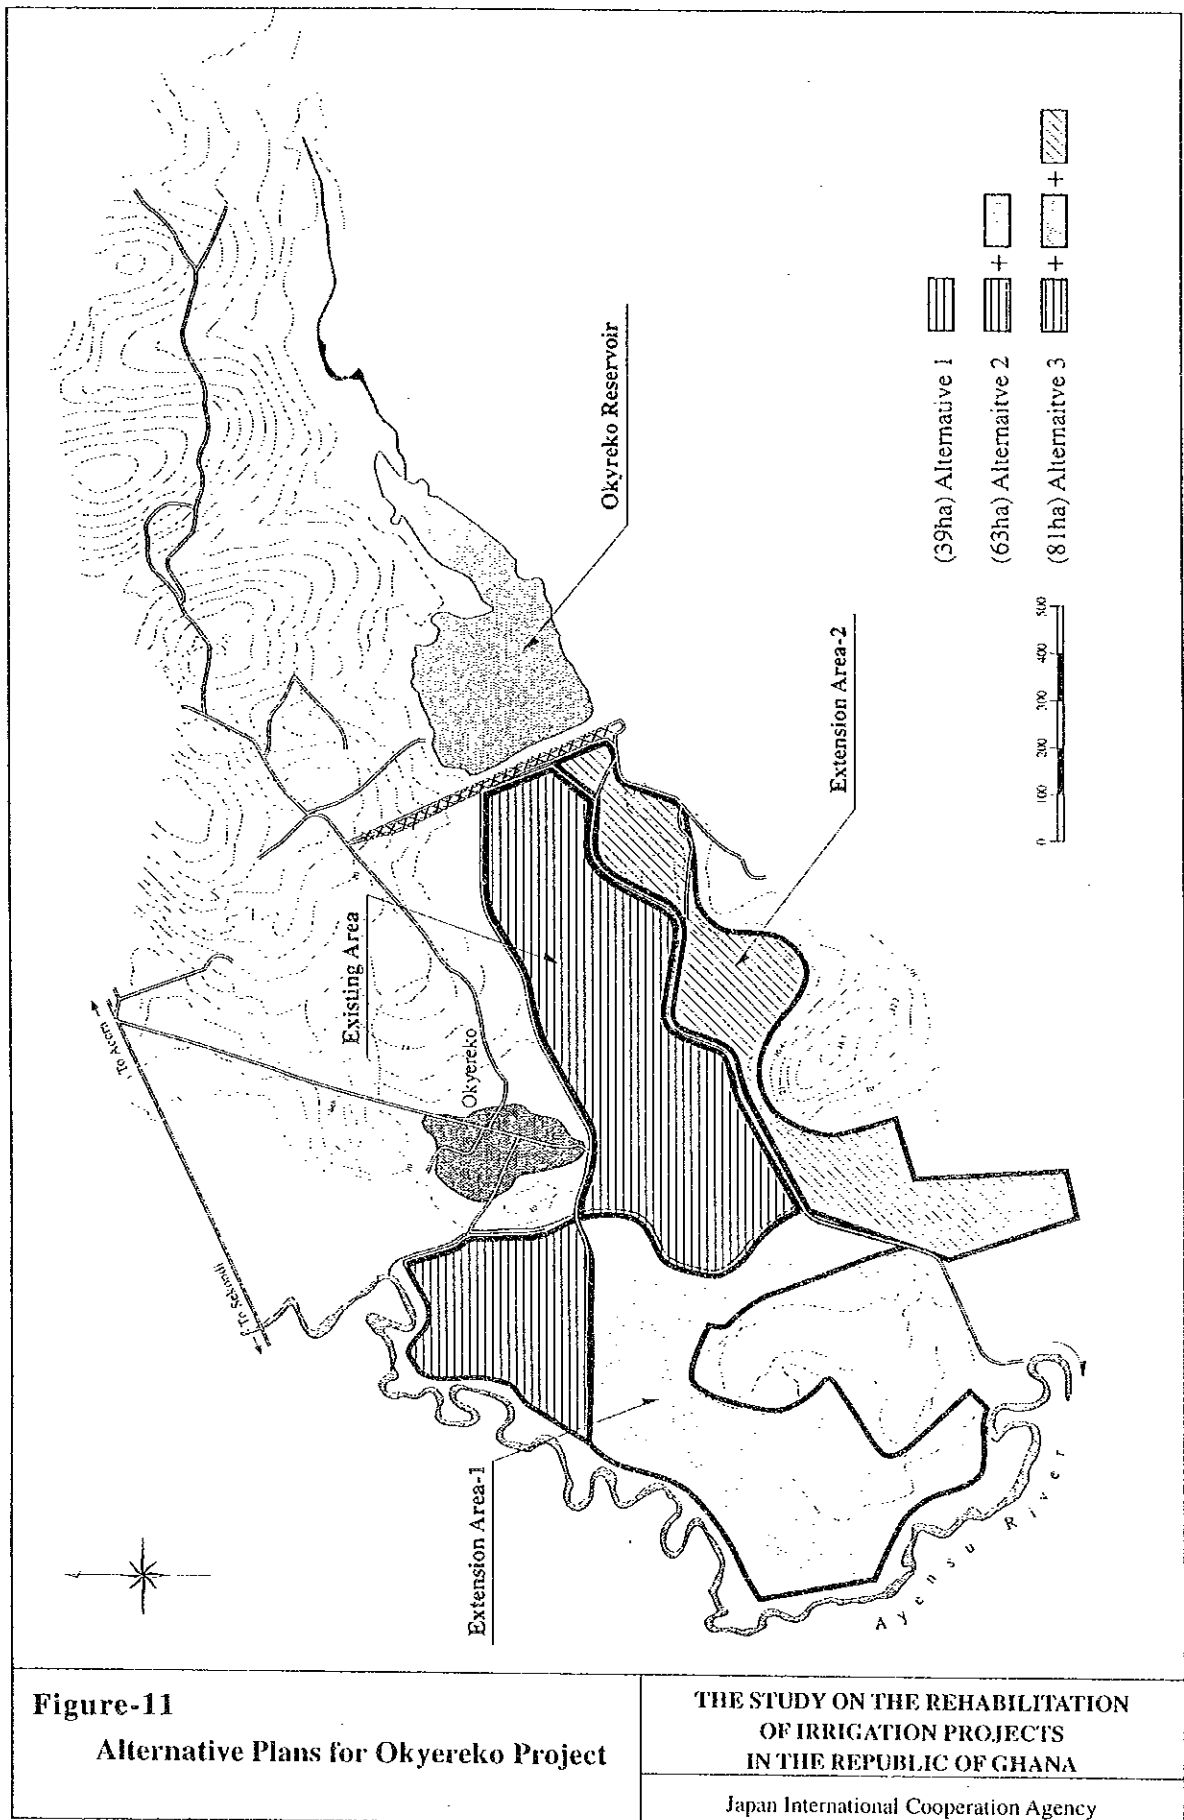 To Accra
To Sekondi
Existing Area
Okyereko
Okyreko Reservoir
Extension Area-2
Extension Area-1
Ayensu River
(39ha) Alternative 1
(63ha) Alternaitve 2
+
(81ha) Alternaitve 3
+ +
0 100 200 300 400 500
Figure-11
Alternative Plans for Okyereko Project
THE STUDY ON THE REHABILITATION
OF IRRIGATION PROJECTS
IN THE REPUBLIC OF GHANA
Japan International Cooperation Agency